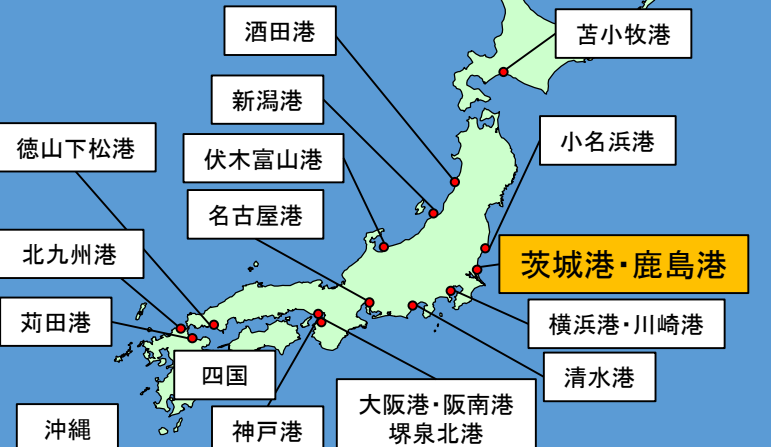 酒田港
苫小牧港
新潟港
徳山下松港
伏木富山港
小名浜港
名古屋港
北九州港
茨城港・鹿島港
苅田港
横浜港・川崎港
四国
清水港
大阪港・阪南港
堺泉北港
沖縄
神戸港